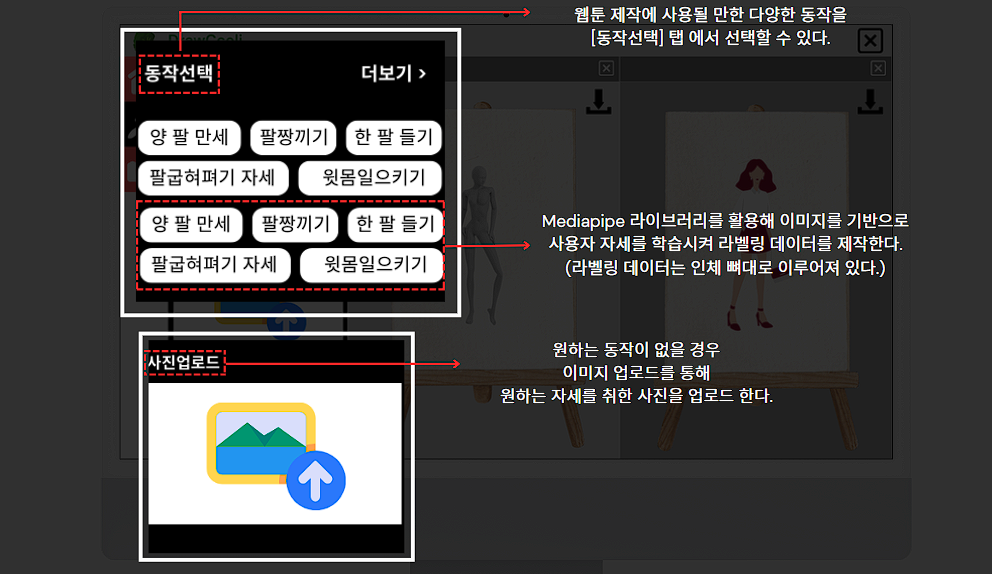 웹툰 제작에 사용될 만한 다양한 동작을
[동작선택] 탭 에서 선택할 수 있다.
동작선택
더보기 >
양 팔 만세
팔짱끼기
한 팔 들기
팔굽혀펴기 자세
윗몸일으키기
양 팔 만세
팔짱끼기
한 팔 들기
팔굽혀펴기 자세
윗몸일으키기
Mediapipe 라이브러리를 활용해 이미지를 기반으로
사용자 자세를 학습시켜 라벨링 데이터를 제작한다.
(라벨링 데이터는 인체 뼈대로 이루어져 있다.)
사진업로드
원하는 동작이 없을 경우
이미지 업로드를 통해
원하는 자세를 취한 사진을 업로드 한다.